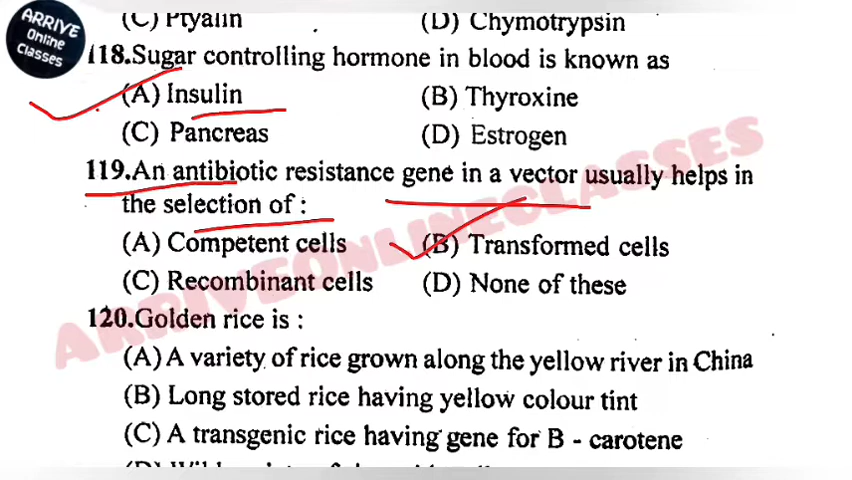 ARRIVE
Online
Classes
(C) Ptyalin (D) Chymotrypsin
118.Sugar controlling hormone in blood is known as
(A) Insulin (B) Thyroxine
(C) Pancreas (D) Estrogen
119.An antibiotic resistance gene in a vector usually helps in
the selection of :
(A) Competent cells (B) Transformed cells
(C) Recombinant cells (D) None of these
120.Golden rice is :
(A) A variety of rice grown along the yellow river in China
(B) Long stored rice having yellow colour tint
(C) A transgenic rice having gene for B - carotene
ARRIVEONLINECLASSES